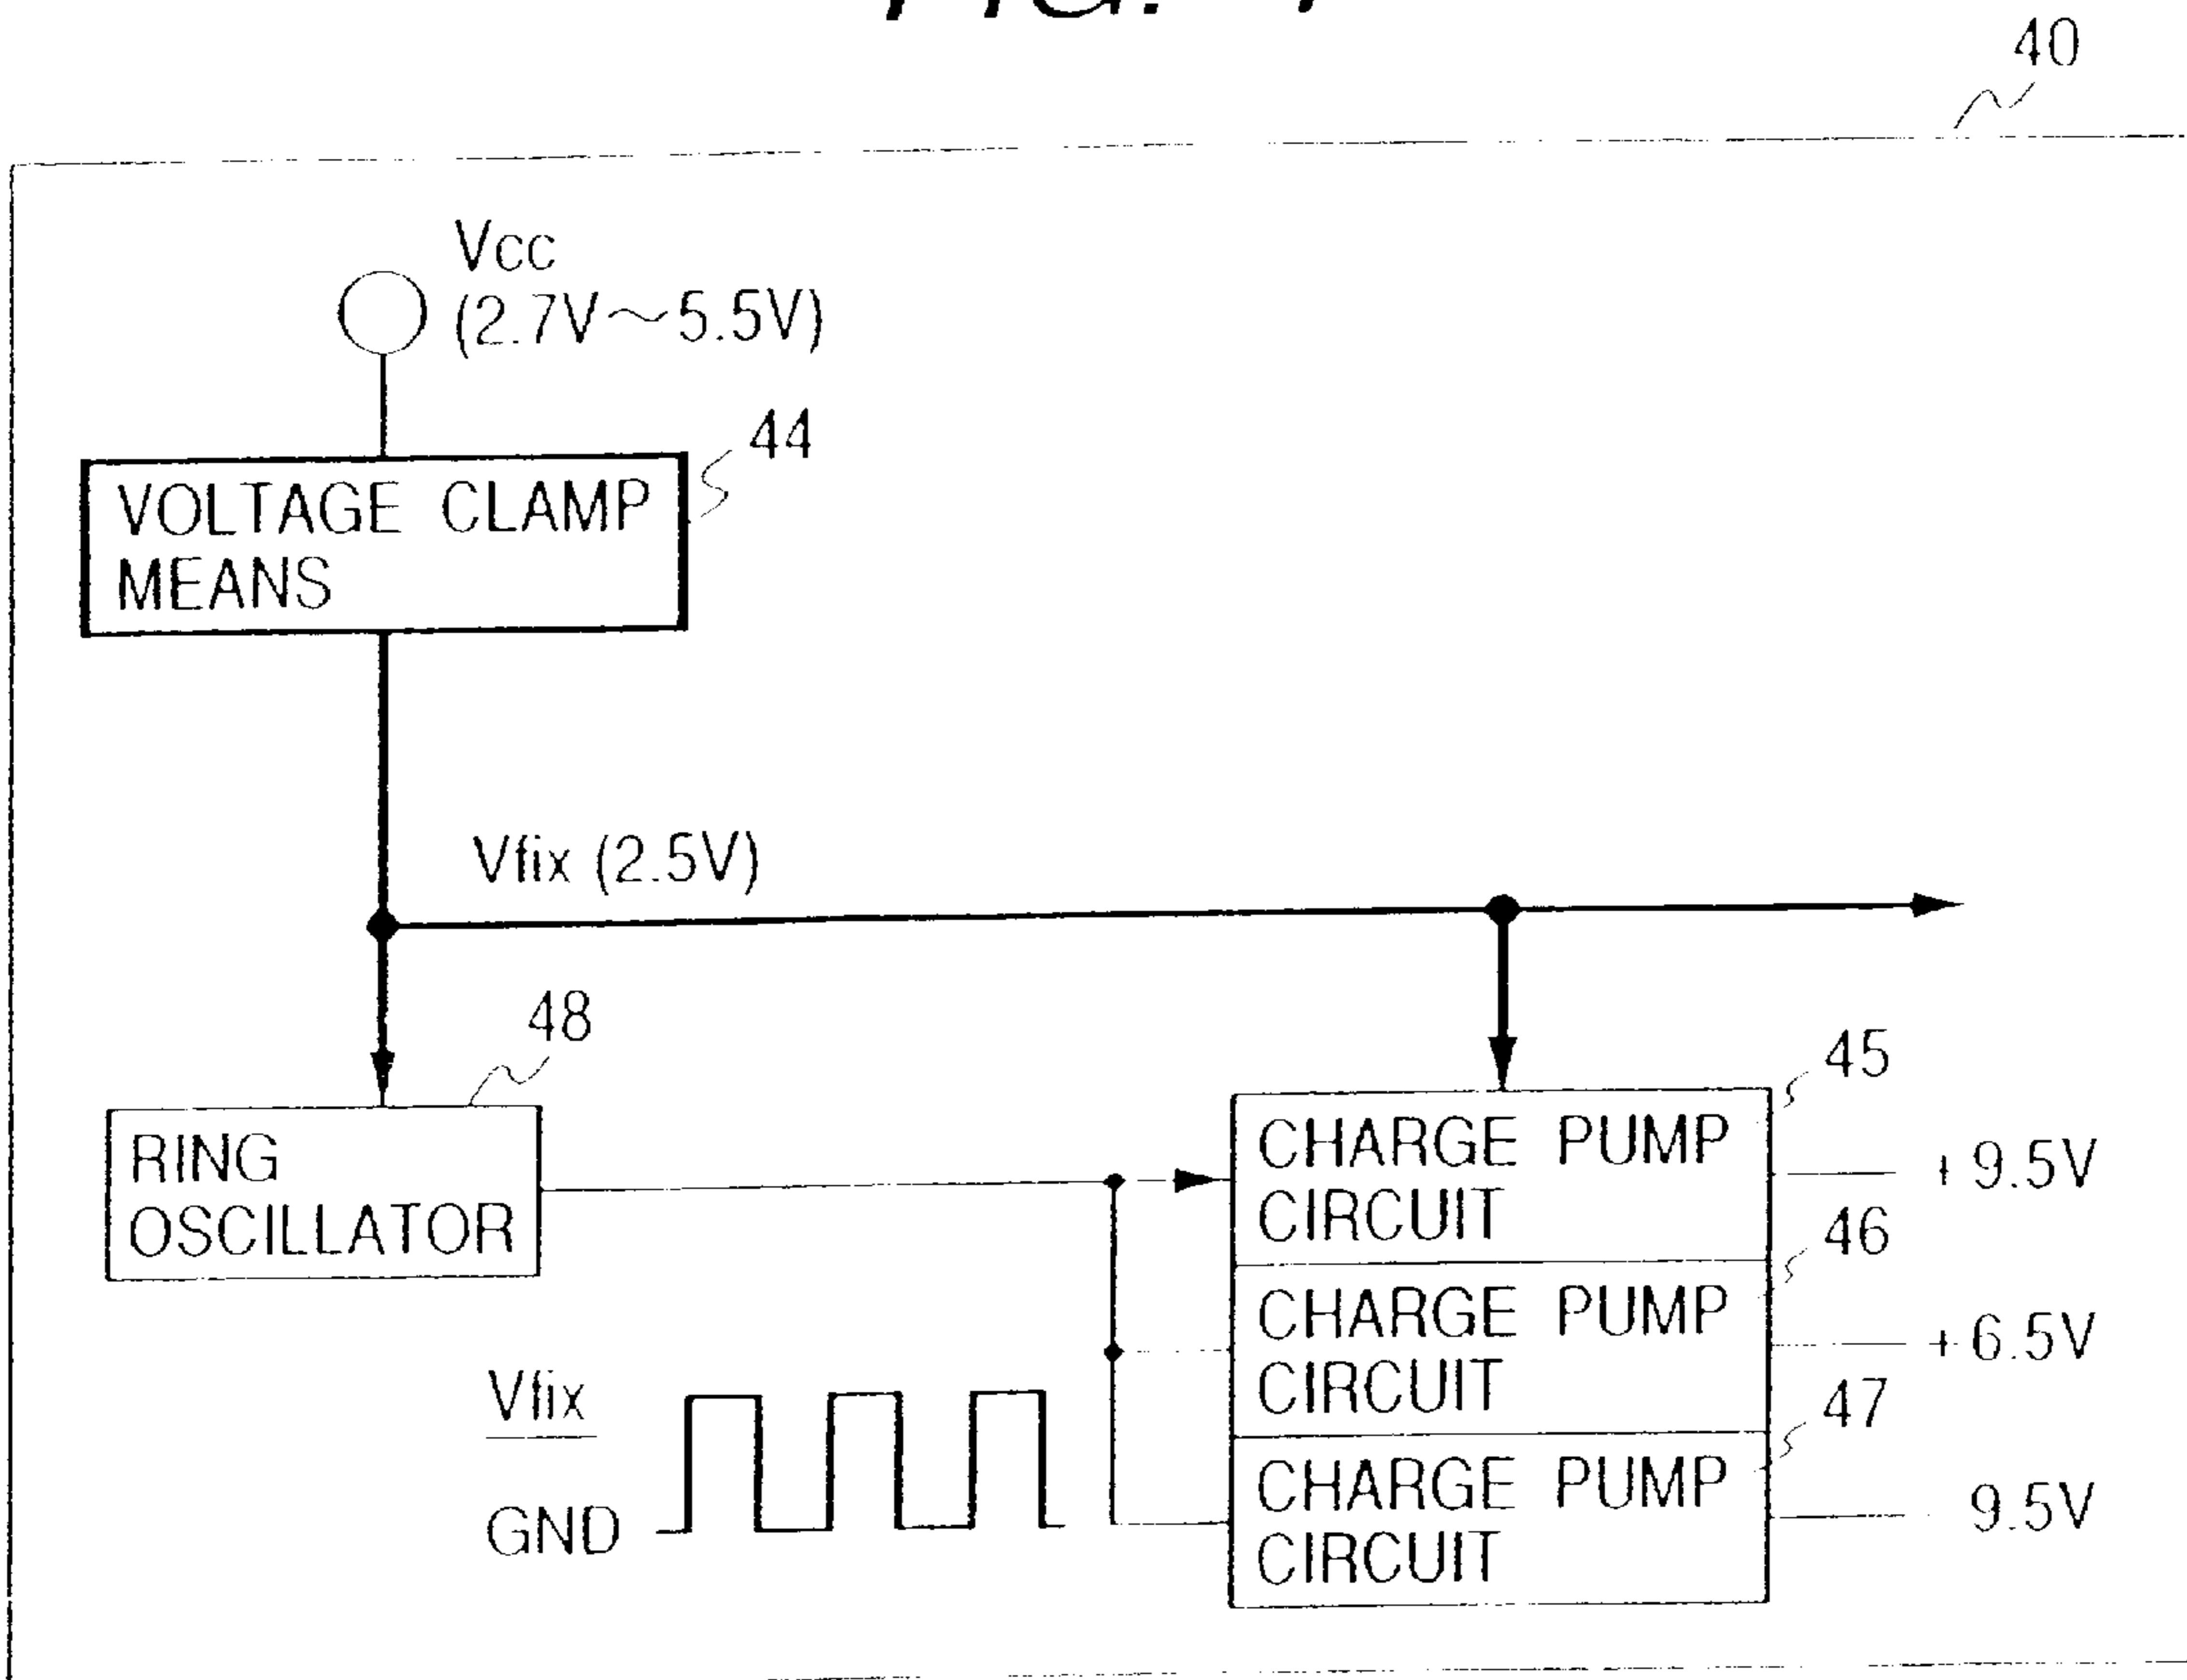 40
Vcc
(2.7V～5.5V)
44
VOLTAGE CLAMP
MEANS
Vfix (2.5V)
48
RING
OSCILLATOR
45
CHARGE PUMP
CIRCUIT
+9.5V
46
CHARGE PUMP
CIRCUIT
+6.5V
47
CHARGE PUMP
CIRCUIT
9.5V
Vfix
GND